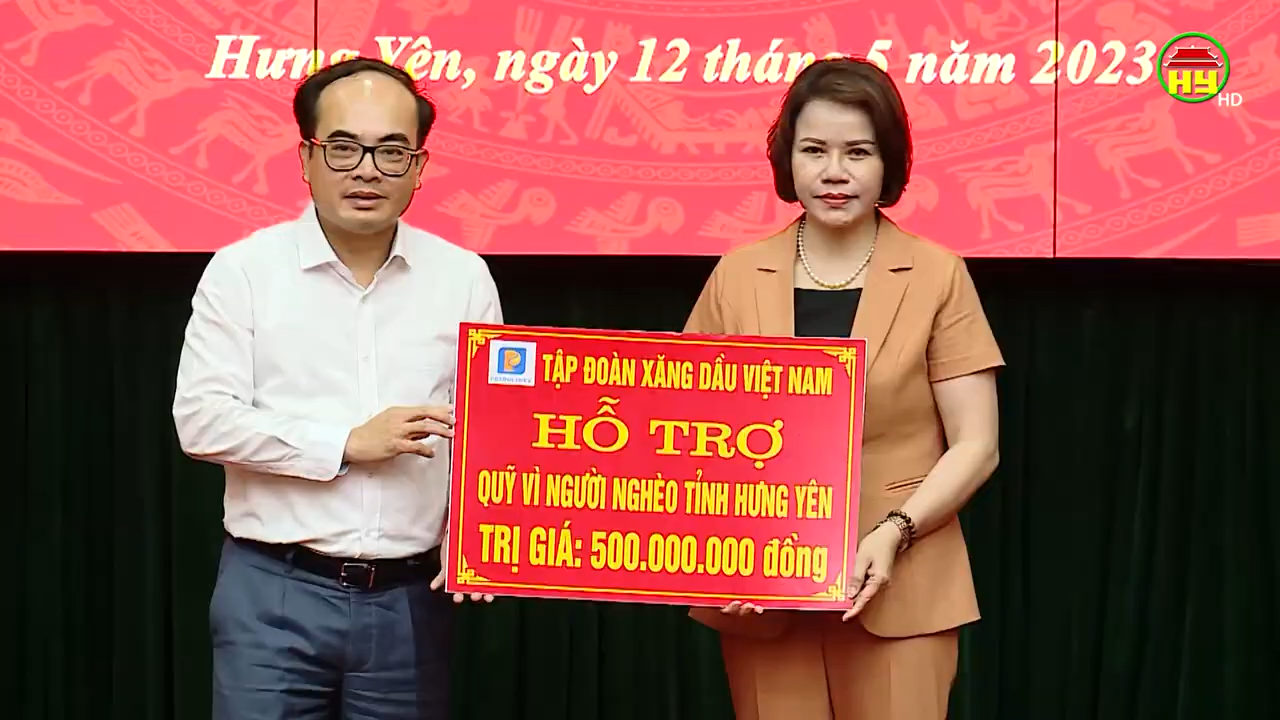 Hưng Yên, ngày 12 tháng 5 năm 2023
HY
HD
TẬP ĐOÀN XĂNG DẦU VIỆT NAM
PETROLIMEX
HỖ TRỢ
QUỸ VÌ NGƯỜI NGHÈO TỈNH HƯNG YÊN
TRỊ GIÁ: 500.000.000 đồng